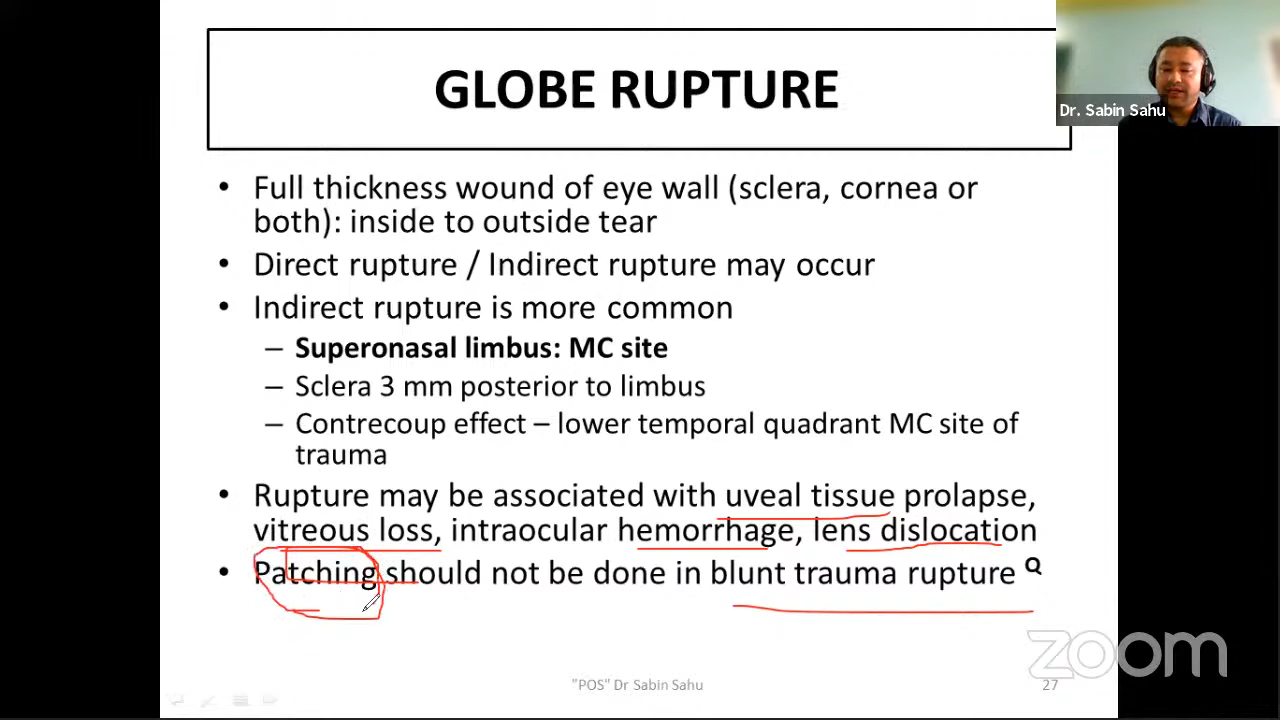 GLOBE RUPTURE
Dr. Sabin Sahu
• Full thickness wound of eye wall (sclera, cornea or
both): inside to outside tear
• Direct rupture / Indirect rupture may occur
• Indirect rupture is more common
– Superonasal limbus: MC site
– Sclera 3 mm posterior to limbus
– Contrecoup effect – lower temporal quadrant MC site of
trauma
• Rupture may be associated with uveal tissue prolapse,
vitreous loss, intraocular hemorrhage, lens dislocation
• Patching should not be done in blunt trauma rupture Q
zoom
"POS" Dr Sabin Sahu
27